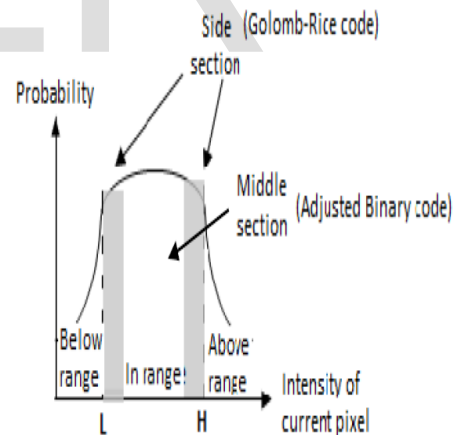 Side (Golomb-Rice code)
section
Probability
Middle
section (Adjusted Binary code)
Below
range
In range
Above
range
Intensity of
current pixel
L
H